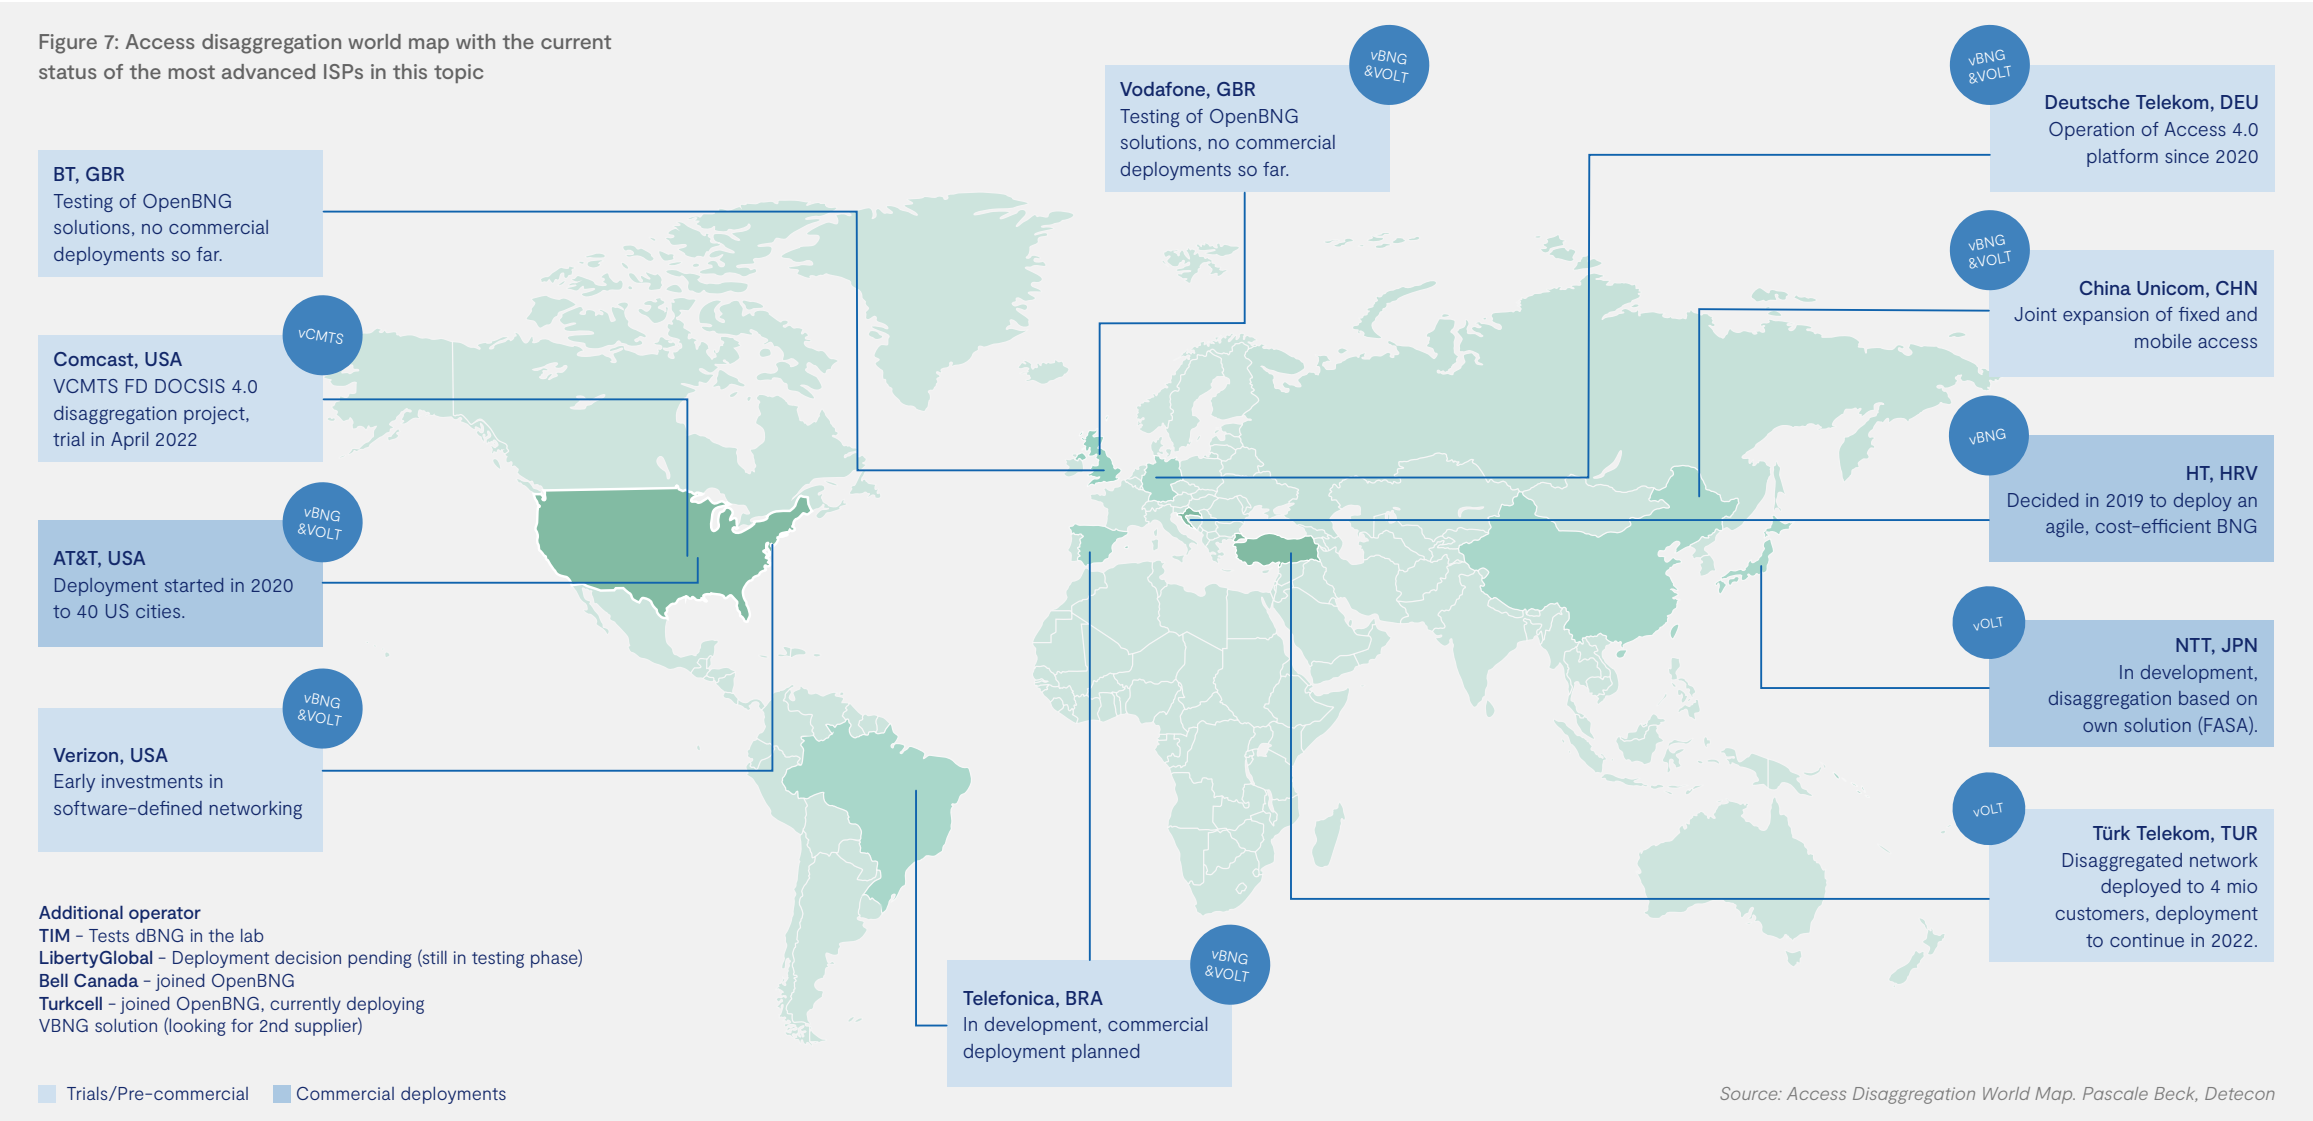 Figure 7: Access disaggregation world map with the current
status of the most advanced ISPs in this topic
BT, GBR
Testing of OpenBNG
solutions, no commercial
deployments so far.
vCMTS
Comcast, USA
VCMTS FD DOCSIS 4.0
disaggregation project,
trial in April 2022
vBNG
&VOLT
AT&T, USA
Deployment started in 2020
to 40 US cities.
vBNG
&VOLT
Verizon, USA
Early investments in
software-defined networking
vBNG
&VOLT
Vodafone, GBR
Testing of OpenBNG
solutions, no commercial
deployments so far.
vBNG
&VOLT
Deutsche Telekom, DEU
Operation of Access 4.0
platform since 2020
vBNG
&VOLT
China Unicom, CHN
Joint expansion of fixed and
mobile access
vBNG
HT, HRV
Decided in 2019 to deploy an
agile, cost-efficient BNG
vOLT
NTT, JPN
In development,
disaggregation based on
own solution (FASA).
vOLT
Türk Telekom, TUR
Disaggregated network
deployed to 4 mio
customers, deployment
to continue in 2022.
vBNG
&VOLT
Telefonica, BRA
In development, commercial
deployment planned
Additional operator
TIM - Tests dBNG in the lab
LibertyGlobal - Deployment decision pending (still in testing phase)
Bell Canada - joined OpenBNG
Turkcell - joined OpenBNG, currently deploying
VBNG solution (looking for 2nd supplier)
Trials/Pre-commercial
Commercial deployments
Source: Access Disaggregation World Map. Pascale Beck, Detecon